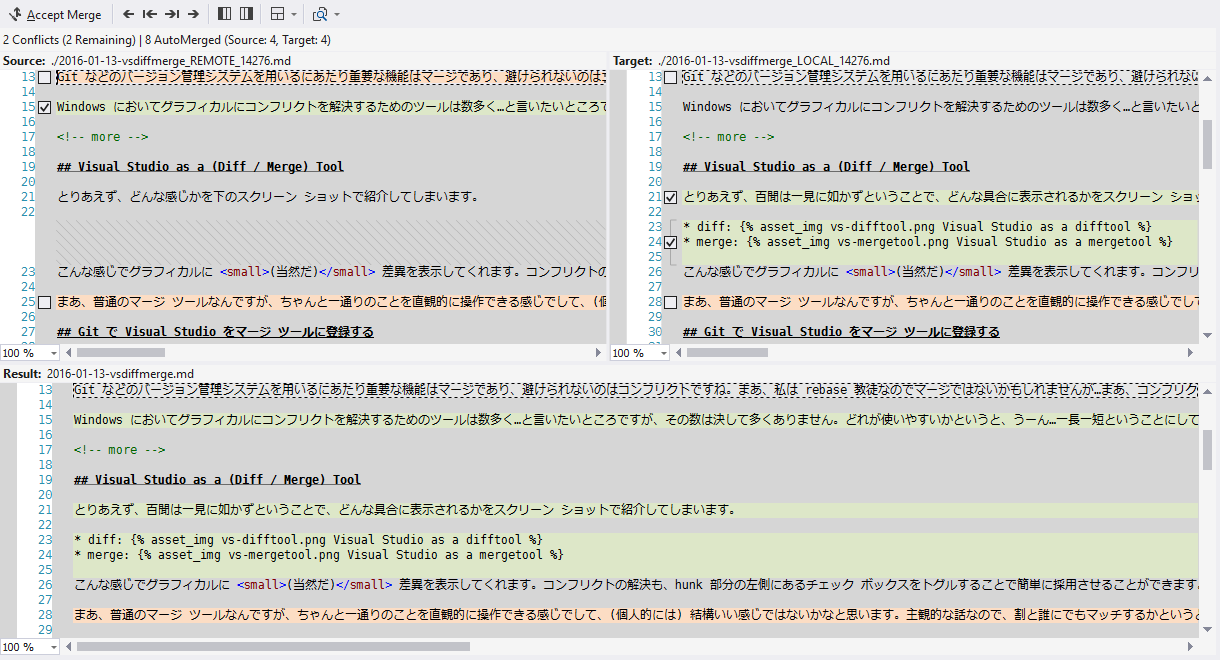 Accept Merge
2 Conflicts (2 Remaining) | 8 AutoMerged (Source: 4, Target: 4)
Source: ./2016-01-13-vsdiffmerge_REMOTE_14276.md
13 Git などのバージョン管理システムを用いるにあたり重要な機能はマージであり、避けられないのは
14
15 Windows においてグラフィカルにコンフリクトを解決するためのツールは数多く…と言いたいところで
16
17 <!-- more -->
18
19 ## Visual Studio as a (Diff / Merge) Tool
20
21 とりあえず、どんな感じかを下のスクリーン ショットで紹介してしまいます。
22
23 こんな感じでグラフィカルに <small>(当然だ)</small> 差異を表示してくれます。コンフリクトの
24
25 まあ、普通のマージ ツールなんですが、ちゃんと一通りのことを直観的に操作できる感じでして、(個
26
27 ## Git で Visual Studio をマージ ツールに登録する
100 %
Target: ./2016-01-13-vsdiffmerge_LOCAL_14276.md
13 Git などのバージョン管理システムを用いるにあたり重要な機能はマージであり、避けられない
14
15 Windows においてグラフィカルにコンフリクトを解決するためのツールは数多く…と言いたいと
16
17 <!-- more -->
18
19 ## Visual Studio as a (Diff / Merge) Tool
20
21 とりあえず、百聞は一見に如かずということで、どんな具合に表示されるかをスクリーン ショッ
22
23 * diff: {% asset_img vs-difftool.png Visual Studio as a difftool %}
24 * merge: {% asset_img vs-mergetool.png Visual Studio as a mergetool %}
25
26 こんな感じでグラフィカルに <small>(当然だ)</small> 差異を表示してくれます。コンフリ
27
28 まあ、普通のマージ ツールなんですが、ちゃんと一通りのことを直観的に操作できる感じでして
29
30 ## Git で Visual Studio をマージ ツールに登録する
100 %
Result: 2016-01-13-vsdiffmerge.md
13 Git などのバージョン管理システムを用いるにあたり重要な機能はマージであり、避けられないのはコンフリクトですね。まあ、私は rebase 教徒なのでマージではないかもしれませんが…まあ、コンフリク
14
15 Windows においてグラフィカルにコンフリクトを解決するためのツールは数多く…と言いたいところですが、その数は決して多くありません。どれが使いやすいかというと、うーん…一長一短ということにして
16
17 <!-- more -->
18
19 ## Visual Studio as a (Diff / Merge) Tool
20
21 とりあえず、百聞は一見に如かずということで、どんな具合に表示されるかをスクリーン ショットで紹介してしまいます。
22
23 * diff: {% asset_img vs-difftool.png Visual Studio as a difftool %}
24 * merge: {% asset_img vs-mergetool.png Visual Studio as a mergetool %}
25
26 こんな感じでグラフィカルに <small>(当然だ)</small> 差異を表示してくれます。コンフリクトの解決も、hunk 部分の左側にあるチェック ボックスをトグルすることで簡単に採用させることができます。
27
28 まあ、普通のマージ ツールなんですが、ちゃんと一通りのことを直観的に操作できる感じでして、(個人的には) 結構いい感じではないかなと思います。主観的な話なので、割と誰にでもマッチするかというと
29
100 %